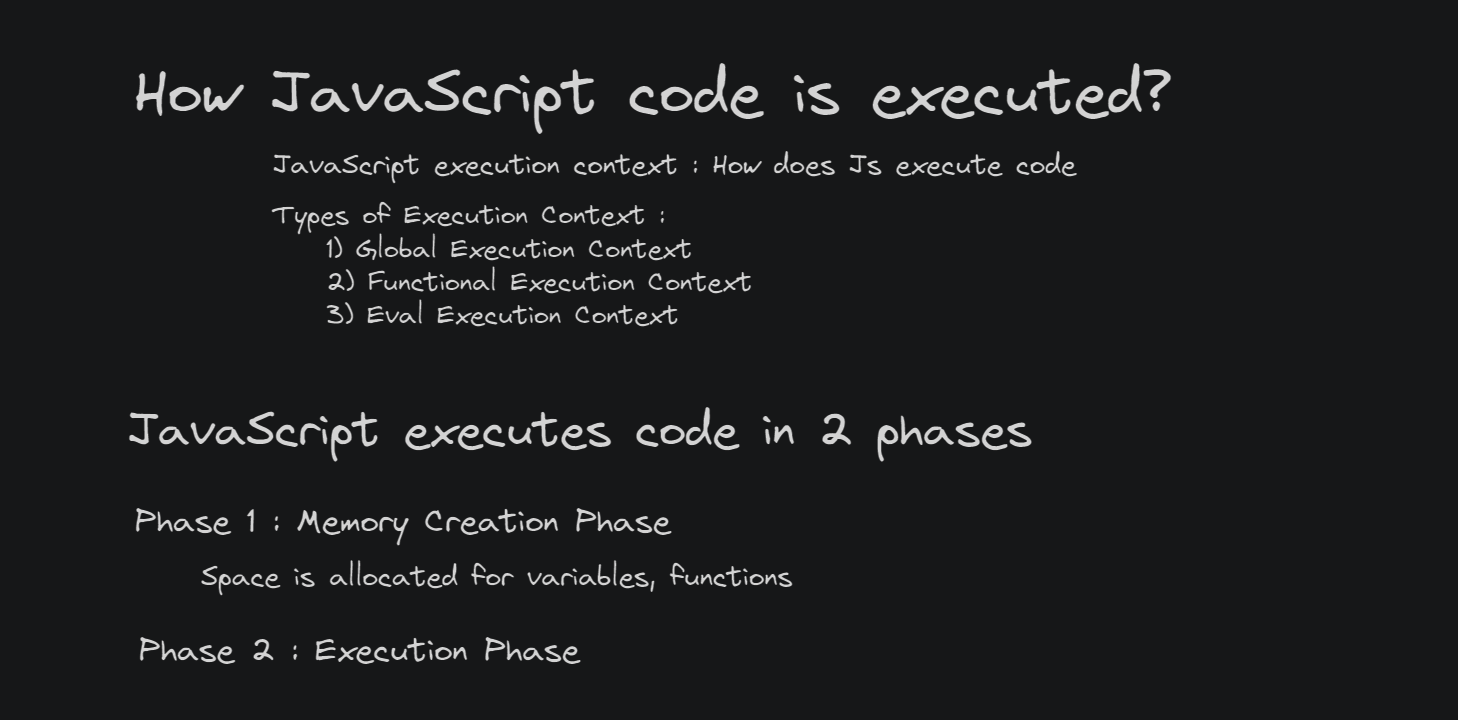 How JavaScript code is executed?
JavaScript execution context : How does Js execute code
Types of Execution Context :
1) Global Execution Context
2) Functional Execution Context
3) Eval Execution Context
JavaScript executes code in 2 phases
Phase 1 : Memory Creation Phase
Space is allocated for variables, functions
Phase 2 : Execution Phase